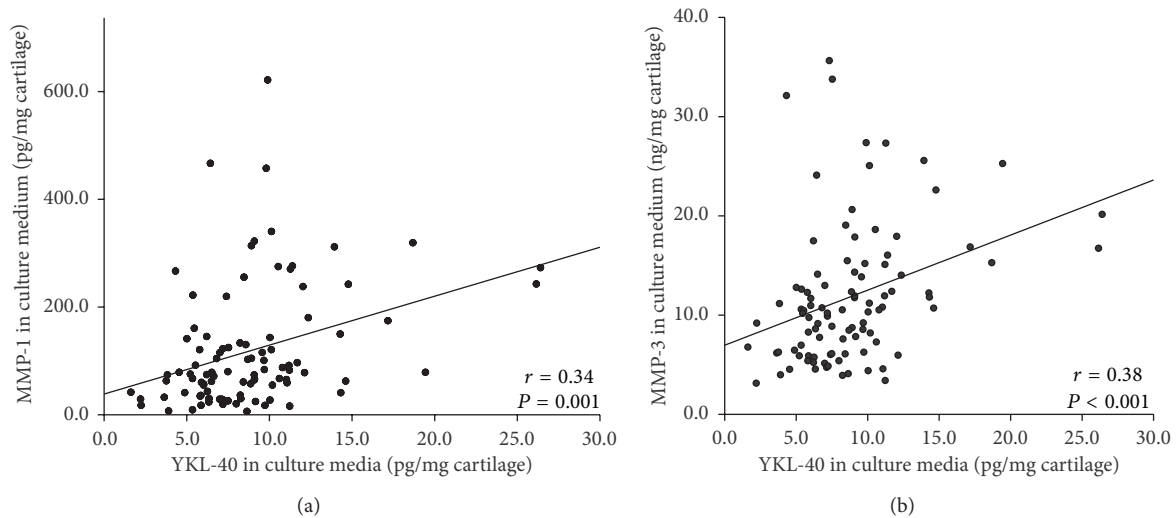 MMP-1 in culture medium (pg/mg cartilage)
600.0
400.0
200.0
0.0
0.0 5.0 10.0 15.0 20.0 25.0 30.0
r = 0.34
P = 0.001
YKL-40 in culture media (pg/mg cartilage)
(a)
MMP-3 in culture medium (ng/mg cartilage)
40.0
30.0
20.0
10.0
0.0
0.0 5.0 10.0 15.0 20.0 25.0 30.0
r = 0.38
P < 0.001
YKL-40 in culture media (pg/mg cartilage)
(b)